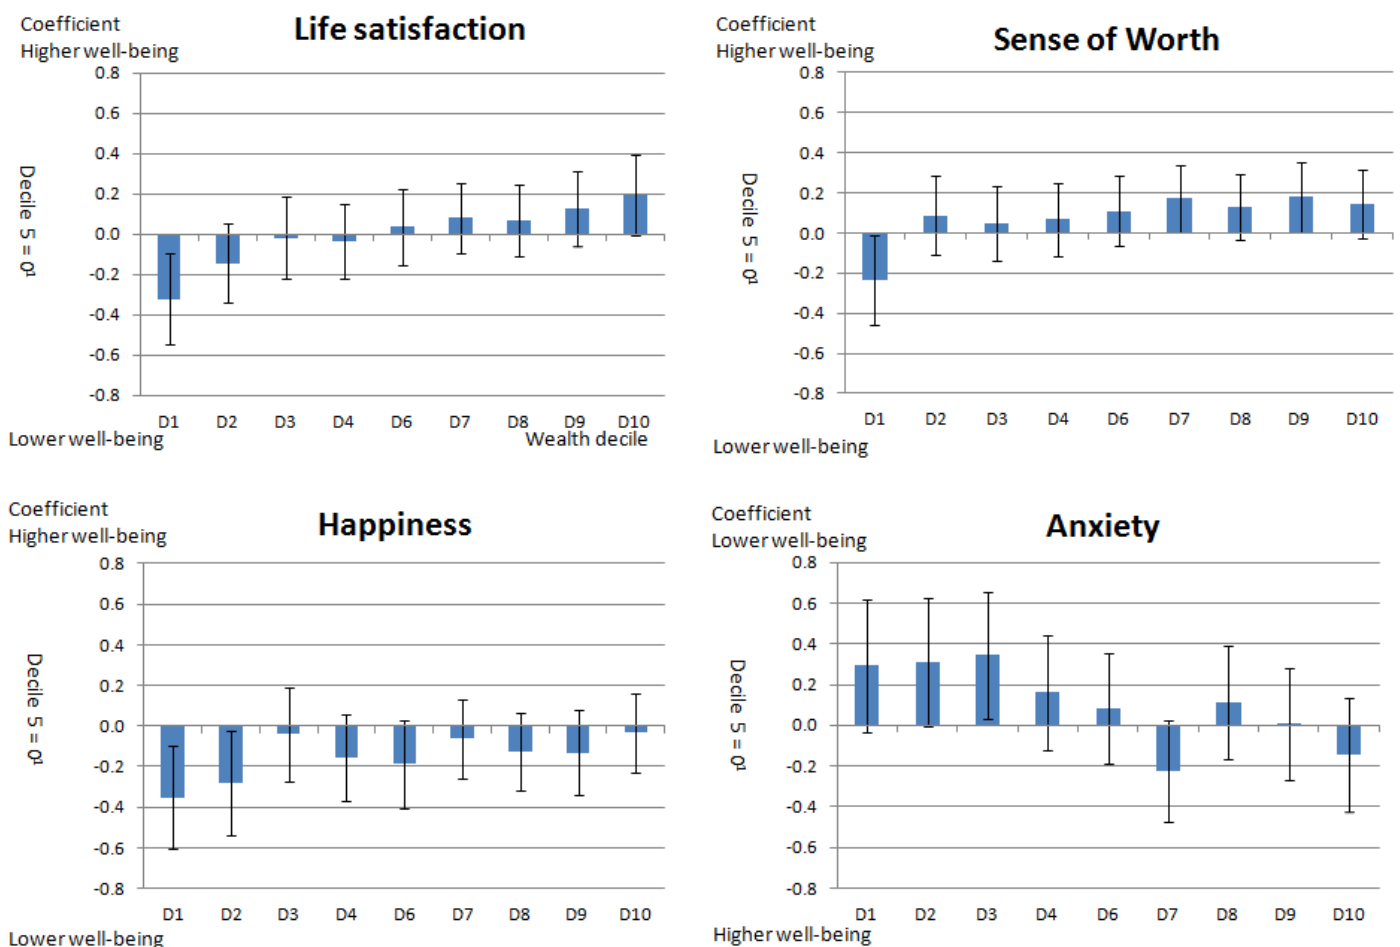 Coefficient
Higher well-being
Life satisfaction
0.8
0.6
0.4
0.2
0.0
-0.2
-0.4
-0.6
-0.8
Decile 5 = 0¹
D1 D2 D3 D4 D6 D7 D8 D9 D10
Lower well-being
Wealth decile
Coefficient
Higher well-being
Sense of Worth
0.8
0.6
0.4
0.2
0.0
-0.2
-0.4
-0.6
-0.8
Decile 5 = 0¹
D1 D2 D3 D4 D6 D7 D8 D9 D10
Lower well-being
Coefficient
Higher well-being
Happiness
0.8
0.6
0.4
0.2
0.0
-0.2
-0.4
-0.6
-0.8
Decile 5 = 0¹
D1 D2 D3 D4 D6 D7 D8 D9 D10
Lower well-being
Coefficient
Lower well-being
Anxiety
0.8
0.6
0.4
0.2
0.0
-0.2
-0.4
-0.6
-0.8
Decile 5 = 0¹
D1 D2 D3 D4 D6 D7 D8 D9 D10
Higher well-being